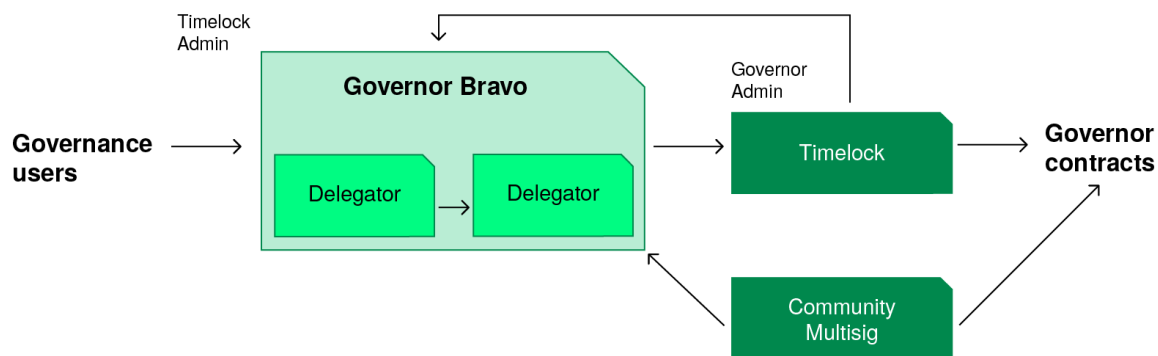 Timelock
Admin
Governor Bravo
Governor
Admin
Governance
users
Delegator
Delegator
Timelock
Governor
contracts
Community
Multisig